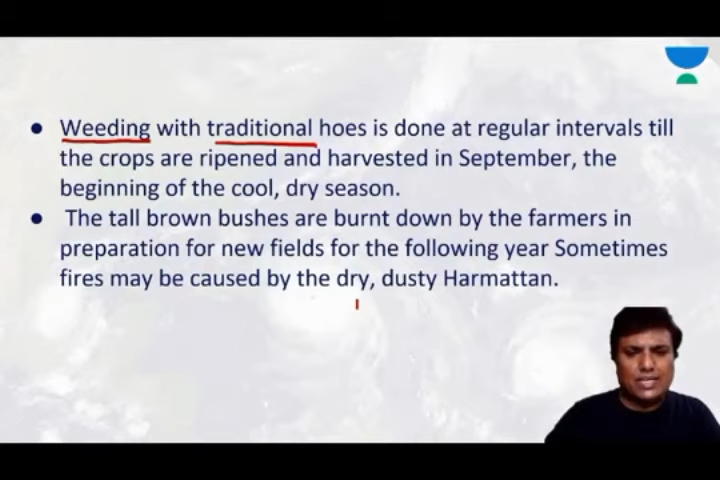 ● Weeding with traditional hoes is done at regular intervals till
the crops are ripened and harvested in September, the
beginning of the cool, dry season.
● The tall brown bushes are burnt down by the farmers in
preparation for new fields for the following year Sometimes
fires may be caused by the dry, dusty Harmattan.